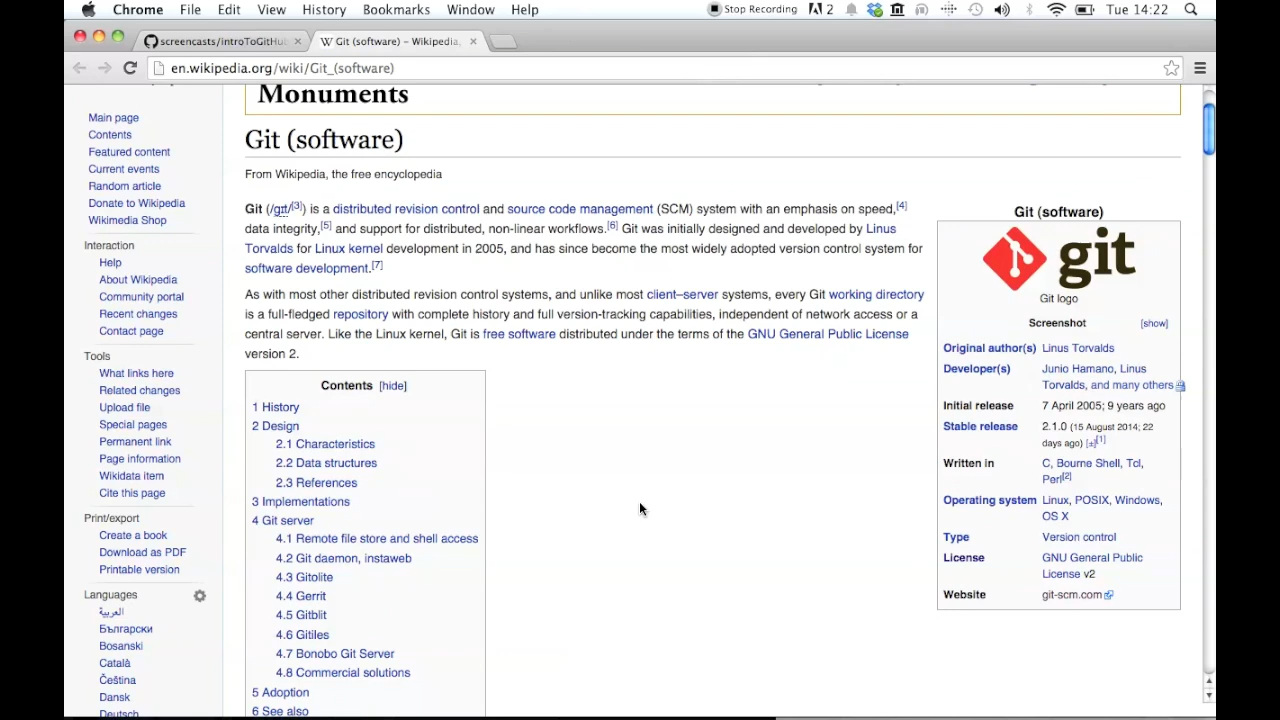 Chrome File Edit View History Bookmarks Window Help Stop Recording 2 Tue 14:22
screencasts/introToGitHub
Git (software) – Wikipedia,
en.wikipedia.org/wiki/Git_(software)
Monuments
Git (software)
From Wikipedia, the free encyclopedia
Git (/ɡɪt/[3]) is a distributed revision control and source code management (SCM) system with an emphasis on speed,[4]
data integrity,[5] and support for distributed, non-linear workflows.[6] Git was initially designed and developed by Linus
Torvalds for Linux kernel development in 2005, and has since become the most widely adopted version control system for
software development.[7]
As with most other distributed revision control systems, and unlike most client–server systems, every Git working directory
is a full-fledged repository with complete history and full version-tracking capabilities, independent of network access or a
central server. Like the Linux kernel, Git is free software distributed under the terms of the GNU General Public License
version 2.
Contents [hide]
1 History
2 Design
2.1 Characteristics
2.2 Data structures
2.3 References
3 Implementations
4 Git server
4.1 Remote file store and shell access
4.2 Git daemon, instaweb
4.3 Gitolite
4.4 Gerrit
4.5 Gitblit
4.6 Gitiles
4.7 Bonobo Git Server
4.8 Commercial solutions
5 Adoption
6 See also
Main page
Contents
Featured content
Current events
Random article
Donate to Wikipedia
Wikimedia Shop
Interaction
Help
About Wikipedia
Community portal
Recent changes
Contact page
Tools
What links here
Related changes
Upload file
Special pages
Permanent link
Page information
Wikidata item
Cite this page
Print/export
Create a book
Download as PDF
Printable version
Languages
العربية
Български
Bosanski
Català
Čeština
Dansk
Deutsch
Git (software)
git
Git logo
Screenshot [show]
Original author(s) Linus Torvalds
Developer(s) Junio Hamano, Linus
Torvalds, and many others
Initial release 7 April 2005; 9 years ago
Stable release 2.1.0 (15 August 2014; 22
days ago) [±][1]
Written in C, Bourne Shell, Tcl,
Perl[2]
Operating system Linux, POSIX, Windows,
OS X
Type Version control
License GNU General Public
License v2
Website git-scm.com